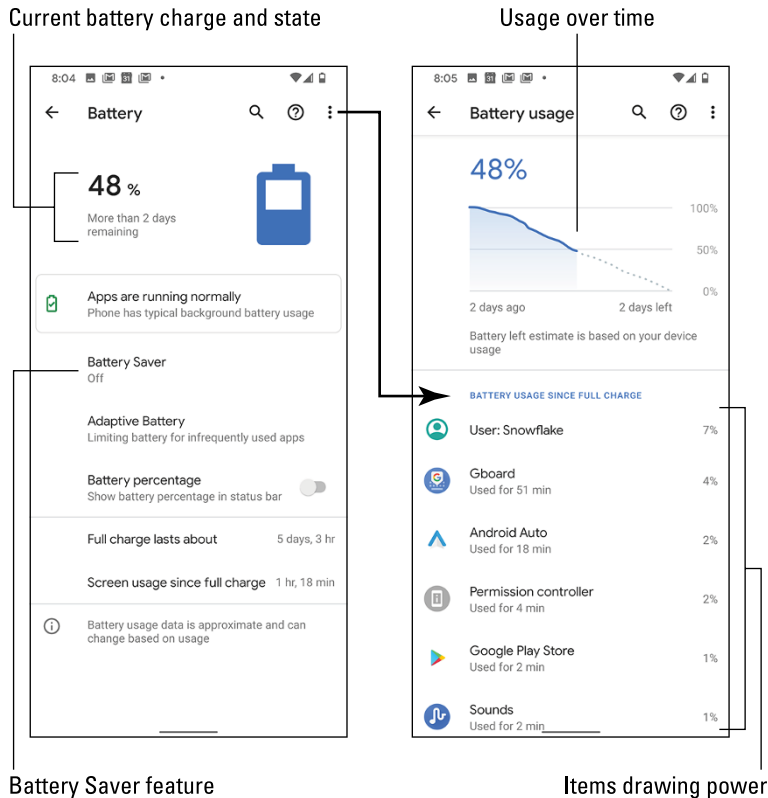 Current battery charge and state
Usage over time
8:04
31
Battery
48 %
More than 2 days
remaining
Apps are running normally
Phone has typical background battery usage
Battery Saver
Off
Adaptive Battery
Limiting battery for infrequently used apps
Battery percentage
Show battery percentage in status bar
Full charge lasts about 5 days, 3 hr
Screen usage since full charge 1 hr, 18 min
Battery usage data is approximate and can
change based on usage
8:05
31
Battery usage
48%
100%
50%
0%
2 days ago 2 days left
Battery left estimate is based on your device
usage
BATTERY USAGE SINCE FULL CHARGE
User: Snowflake 7%
Gboard
Used for 51 min
4%
Android Auto
Used for 18 min
2%
Permission controller
Used for 4 min
2%
Google Play Store
Used for 2 min
1%
Sounds
Used for 2 min
1%
Battery Saver feature
Items drawing power